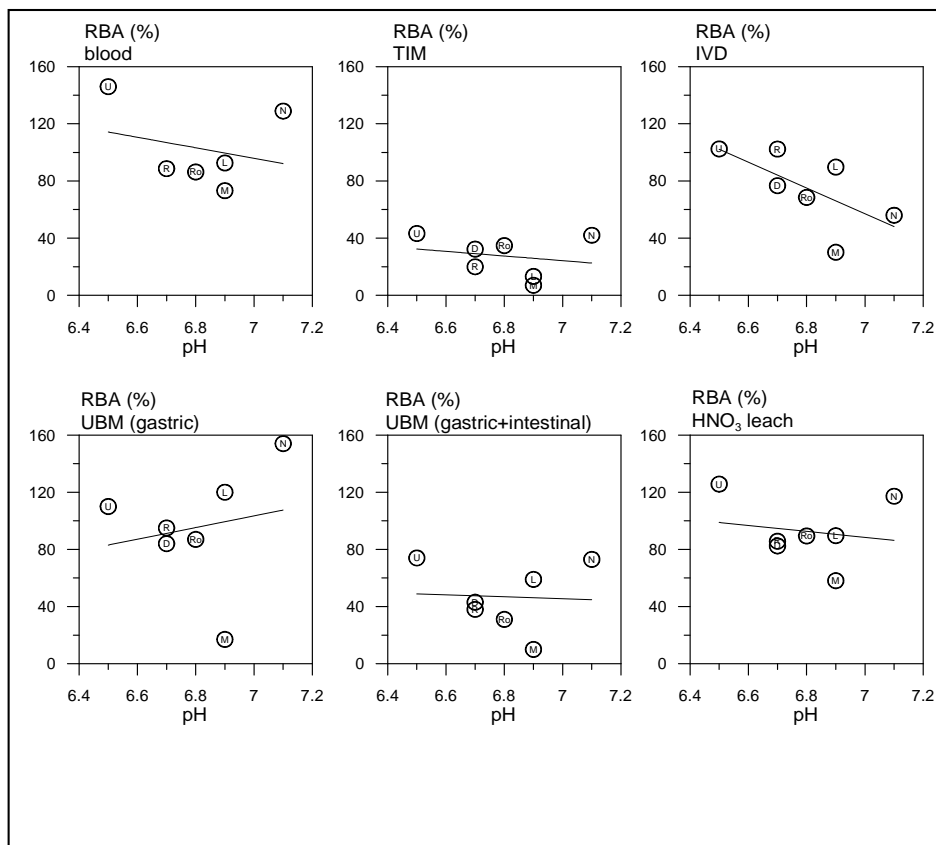 RBA (%)
blood
160
120
80
40
0
U
N
R
Ro
L
M
6.4 6.6 6.8 7 7.2
pH
RBA (%)
TIM
160
120
80
40
0
U
D
R
Ro
L
M
N
6.4 6.6 6.8 7 7.2
pH
RBA (%)
IVD
160
120
80
40
0
U
R
D
Ro
L
M
N
6.4 6.6 6.8 7 7.2
pH
RBA (%)
UBM (gastric)
160
120
80
40
0
U
R
D
Ro
L
M
N
6.4 6.6 6.8 7 7.2
pH
RBA (%)
UBM (gastric+intestinal)
160
120
80
40
0
U
D
R
Ro
L
M
N
6.4 6.6 6.8 7 7.2
pH
RBA (%)
HNO₃ leach
160
120
80
40
0
U
R
D
Ro
L
M
N
6.4 6.6 6.8 7 7.2
pH